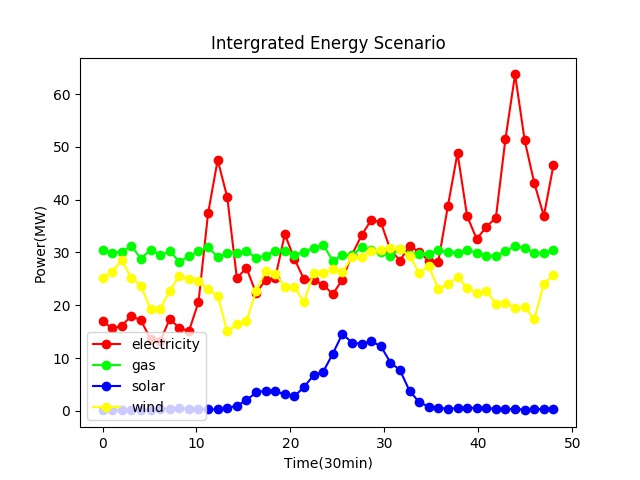 Intergrated Energy Scenario
Power(MW)
60
50
40
30
20
10
0
electricity
gas
solar
wind
0 10 20 30 40 50
Time(30min)